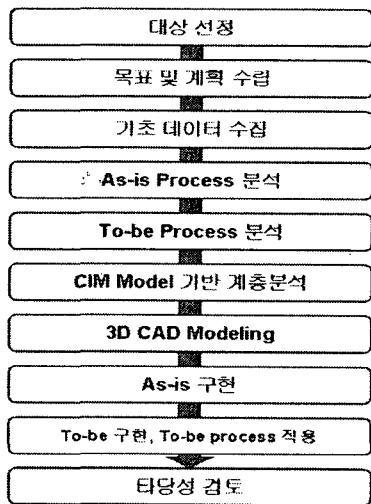 대상 선정
목표 및 계획 수립
기초 데이터 수집
As-is Process 분석
To-be Process 분석
CIM Model 기반 계층분석
3D CAD Modeling
As-is 구현
To-be 구현, To-be process 적용
타당성 검토